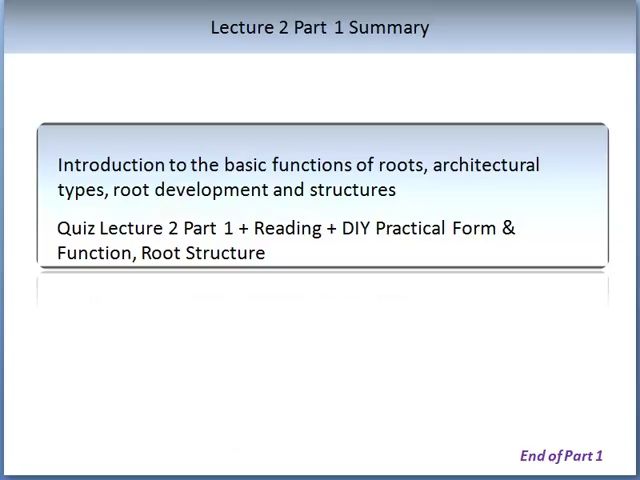 Lecture 2 Part 1 Summary
Introduction to the basic functions of roots, architectural
types, root development and structures
Quiz Lecture 2 Part 1 + Reading + DIY Practical Form &
Function, Root Structure
End of Part 1